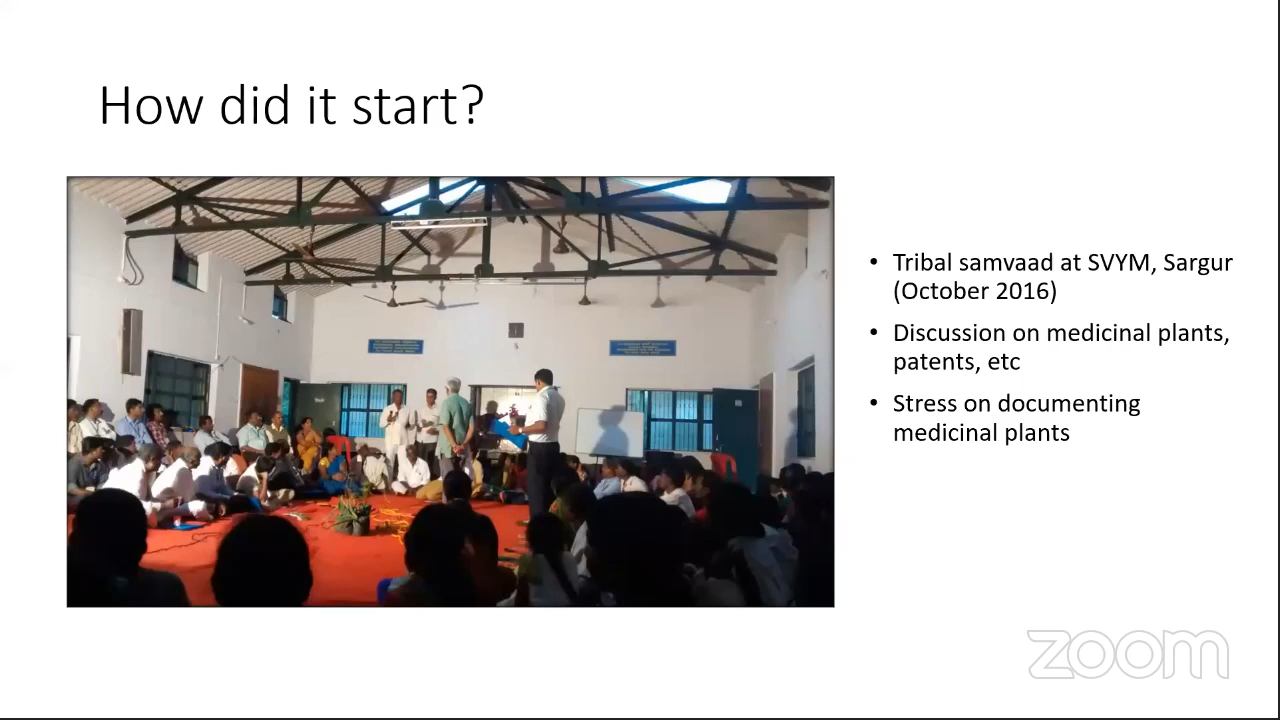 How did it start?
Tribal samvaad at SVYM, Sargur
(October 2016)
Discussion on medicinal plants,
patents, etc
Stress on documenting
medicinal plants
zoom